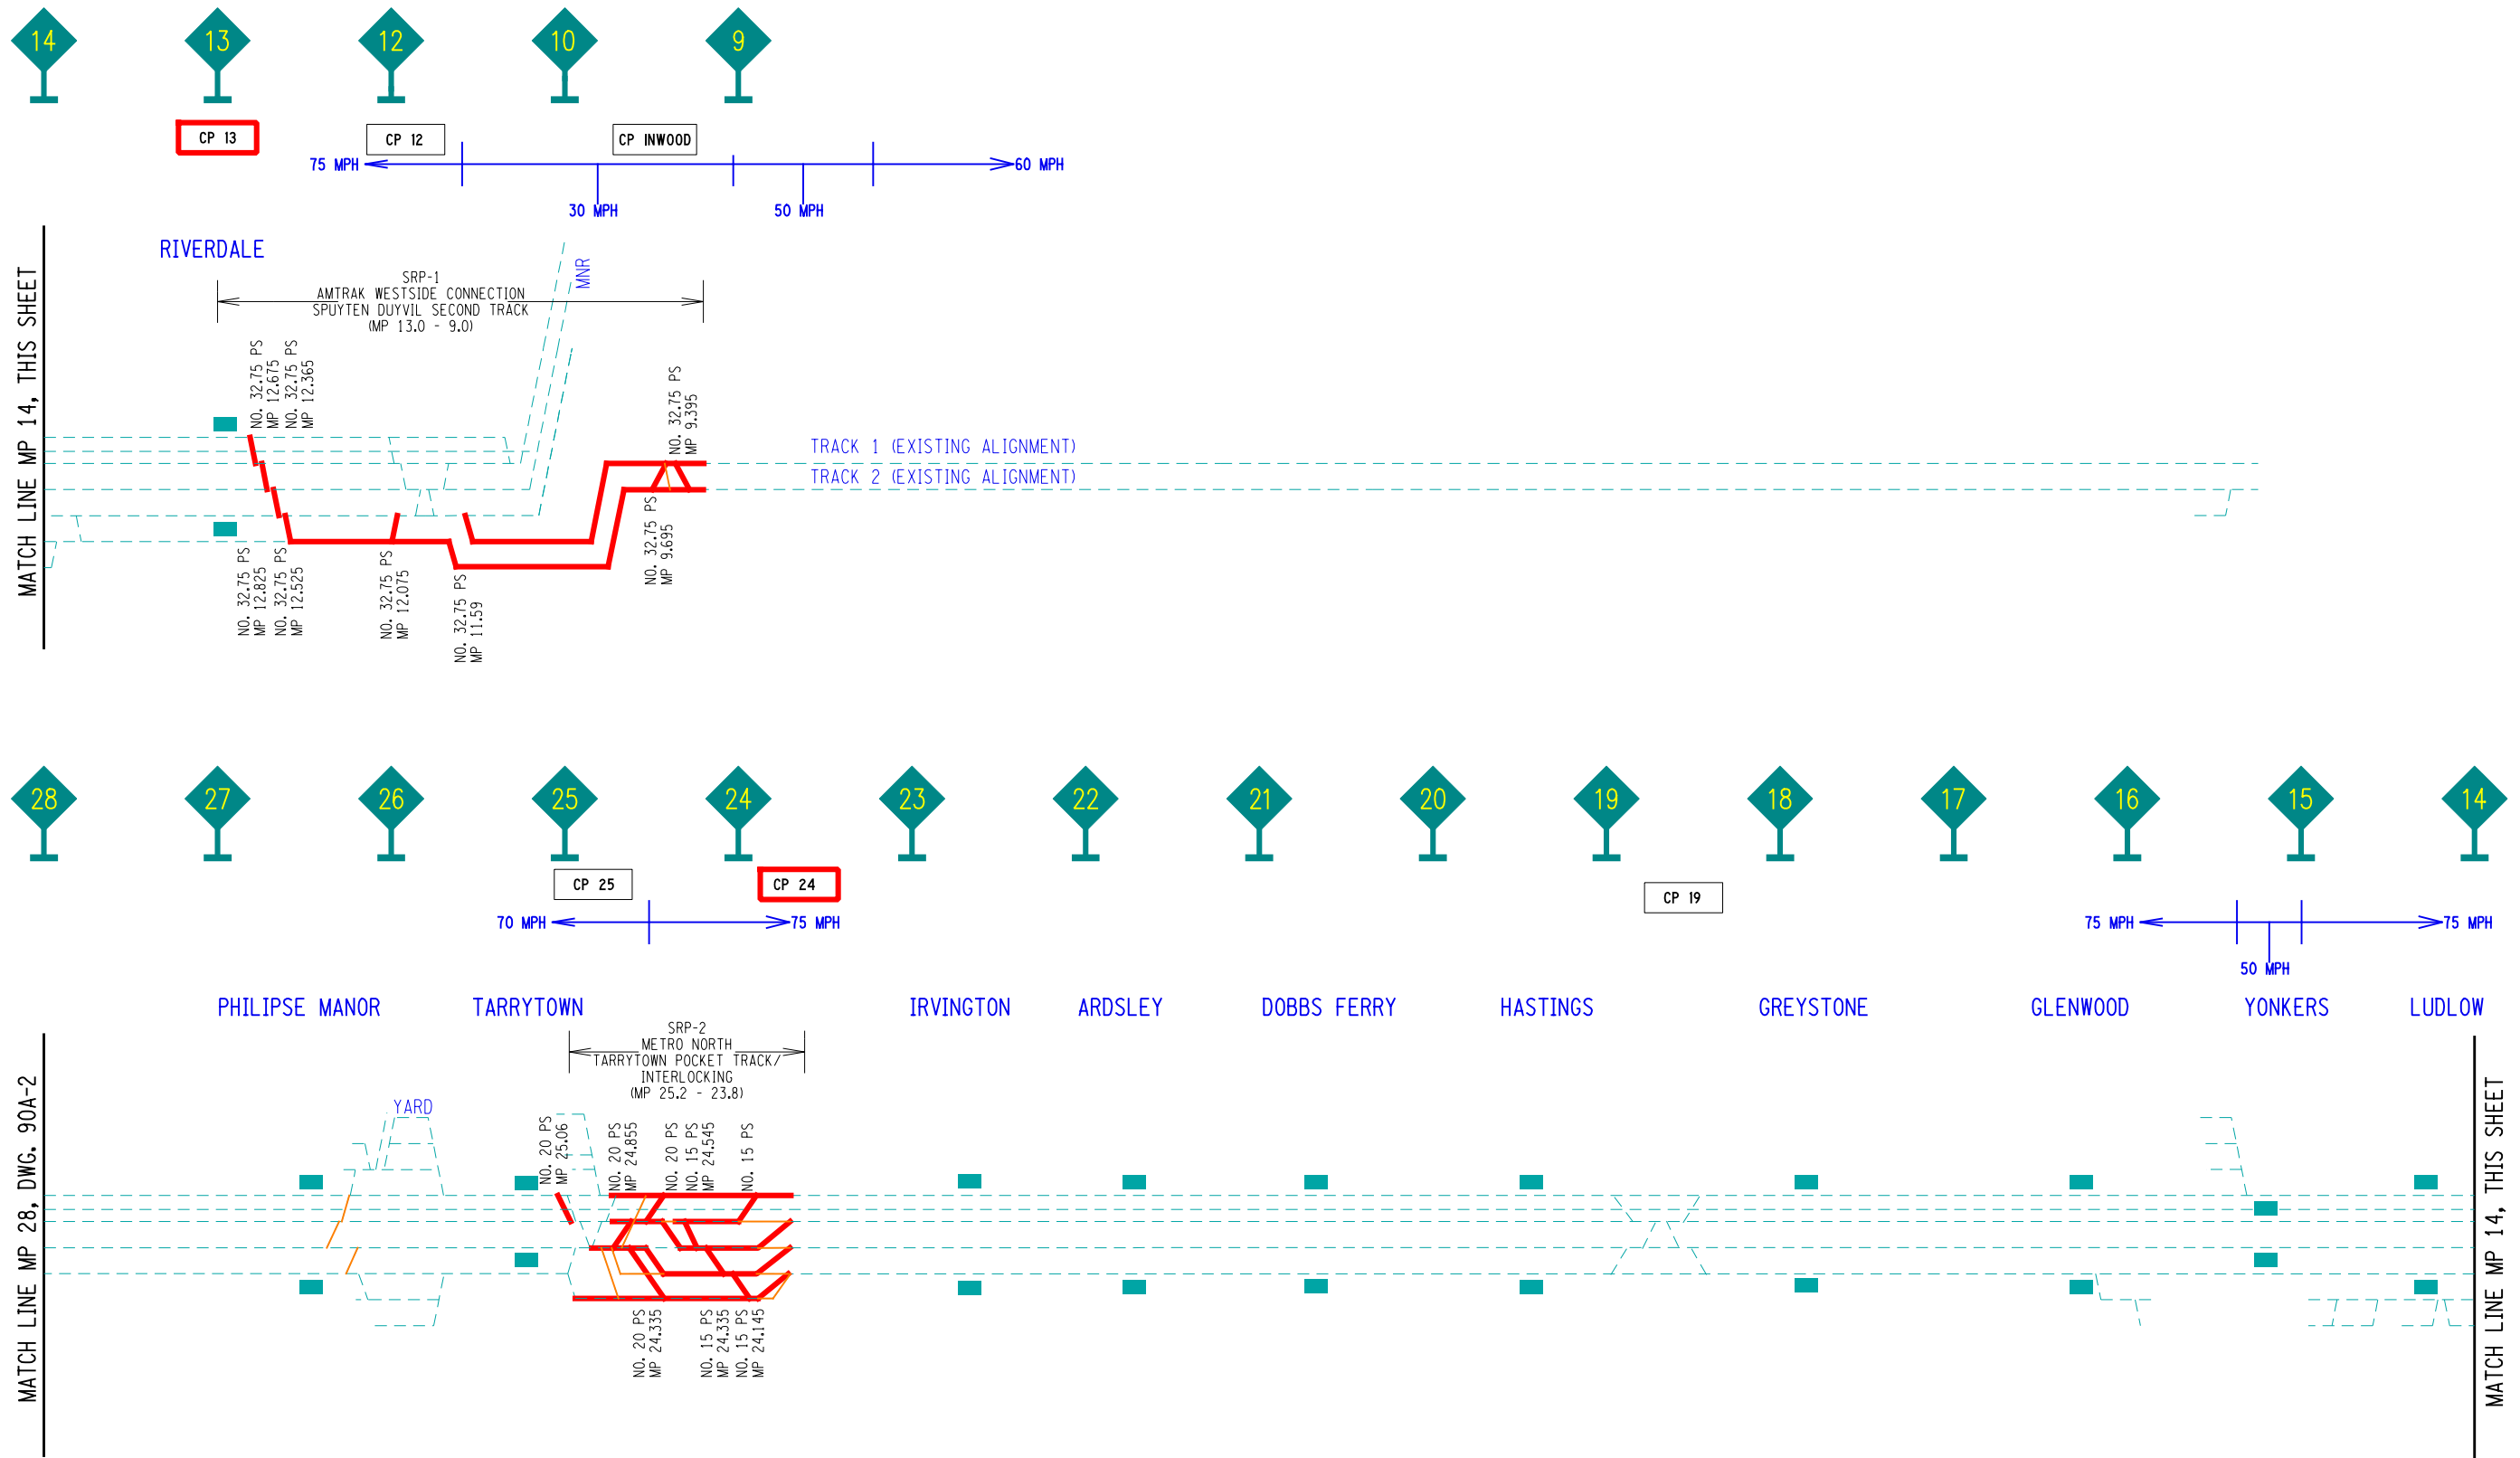 14
13
12
10
9
CP 13
CP 12
CP INWOOD
75 MPH
60 MPH
30 MPH
50 MPH
RIVERDALE
MNR
SRP-1
AMTRAK WESTSIDE CONNECTION
SPUYTEN DUYVIL SECOND TRACK
(MP 13.0 - 9.0)
MATCH LINE MP 14, THIS SHEET
NO. 32.75 PS
MP 12.675
NO. 32.75 PS
MP 12.365
NO. 32.75 PS
MP 9.395
TRACK 1 (EXISTING ALIGNMENT)
TRACK 2 (EXISTING ALIGNMENT)
NO. 32.75 PS
MP 12.825
NO. 32.75 PS
MP 12.525
NO. 32.75 PS
MP 12.075
NO. 32.75 PS
MP 11.59
NO. 32.75 PS
MP 9.695
28
27
26
25
24
23
22
21
20
19
18
17
16
15
14
CP 25
CP 24
CP 19
70 MPH
75 MPH
75 MPH
75 MPH
50 MPH
PHILIPSE MANOR
TARRYTOWN
IRVINGTON
ARDSLEY
DOBBS FERRY
HASTINGS
GREYSTONE
GLENWOOD
YONKERS
LUDLOW
SRP-2
METRO NORTH
TARRYTOWN POCKET TRACK/
INTERLOCKING
(MP 25.2 - 23.8)
MATCH LINE MP 28, DWG. 90A-2
YARD
NO. 20 PS
MP 25.06
NO. 20 PS
MP 24.855
NO. 20 PS
NO. 15 PS
MP 24.545
NO. 15 PS
NO. 20 PS
MP 24.335
NO. 15 PS
MP 24.335
NO. 15 PS
MP 24.145
MATCH LINE MP 14, THIS SHEET